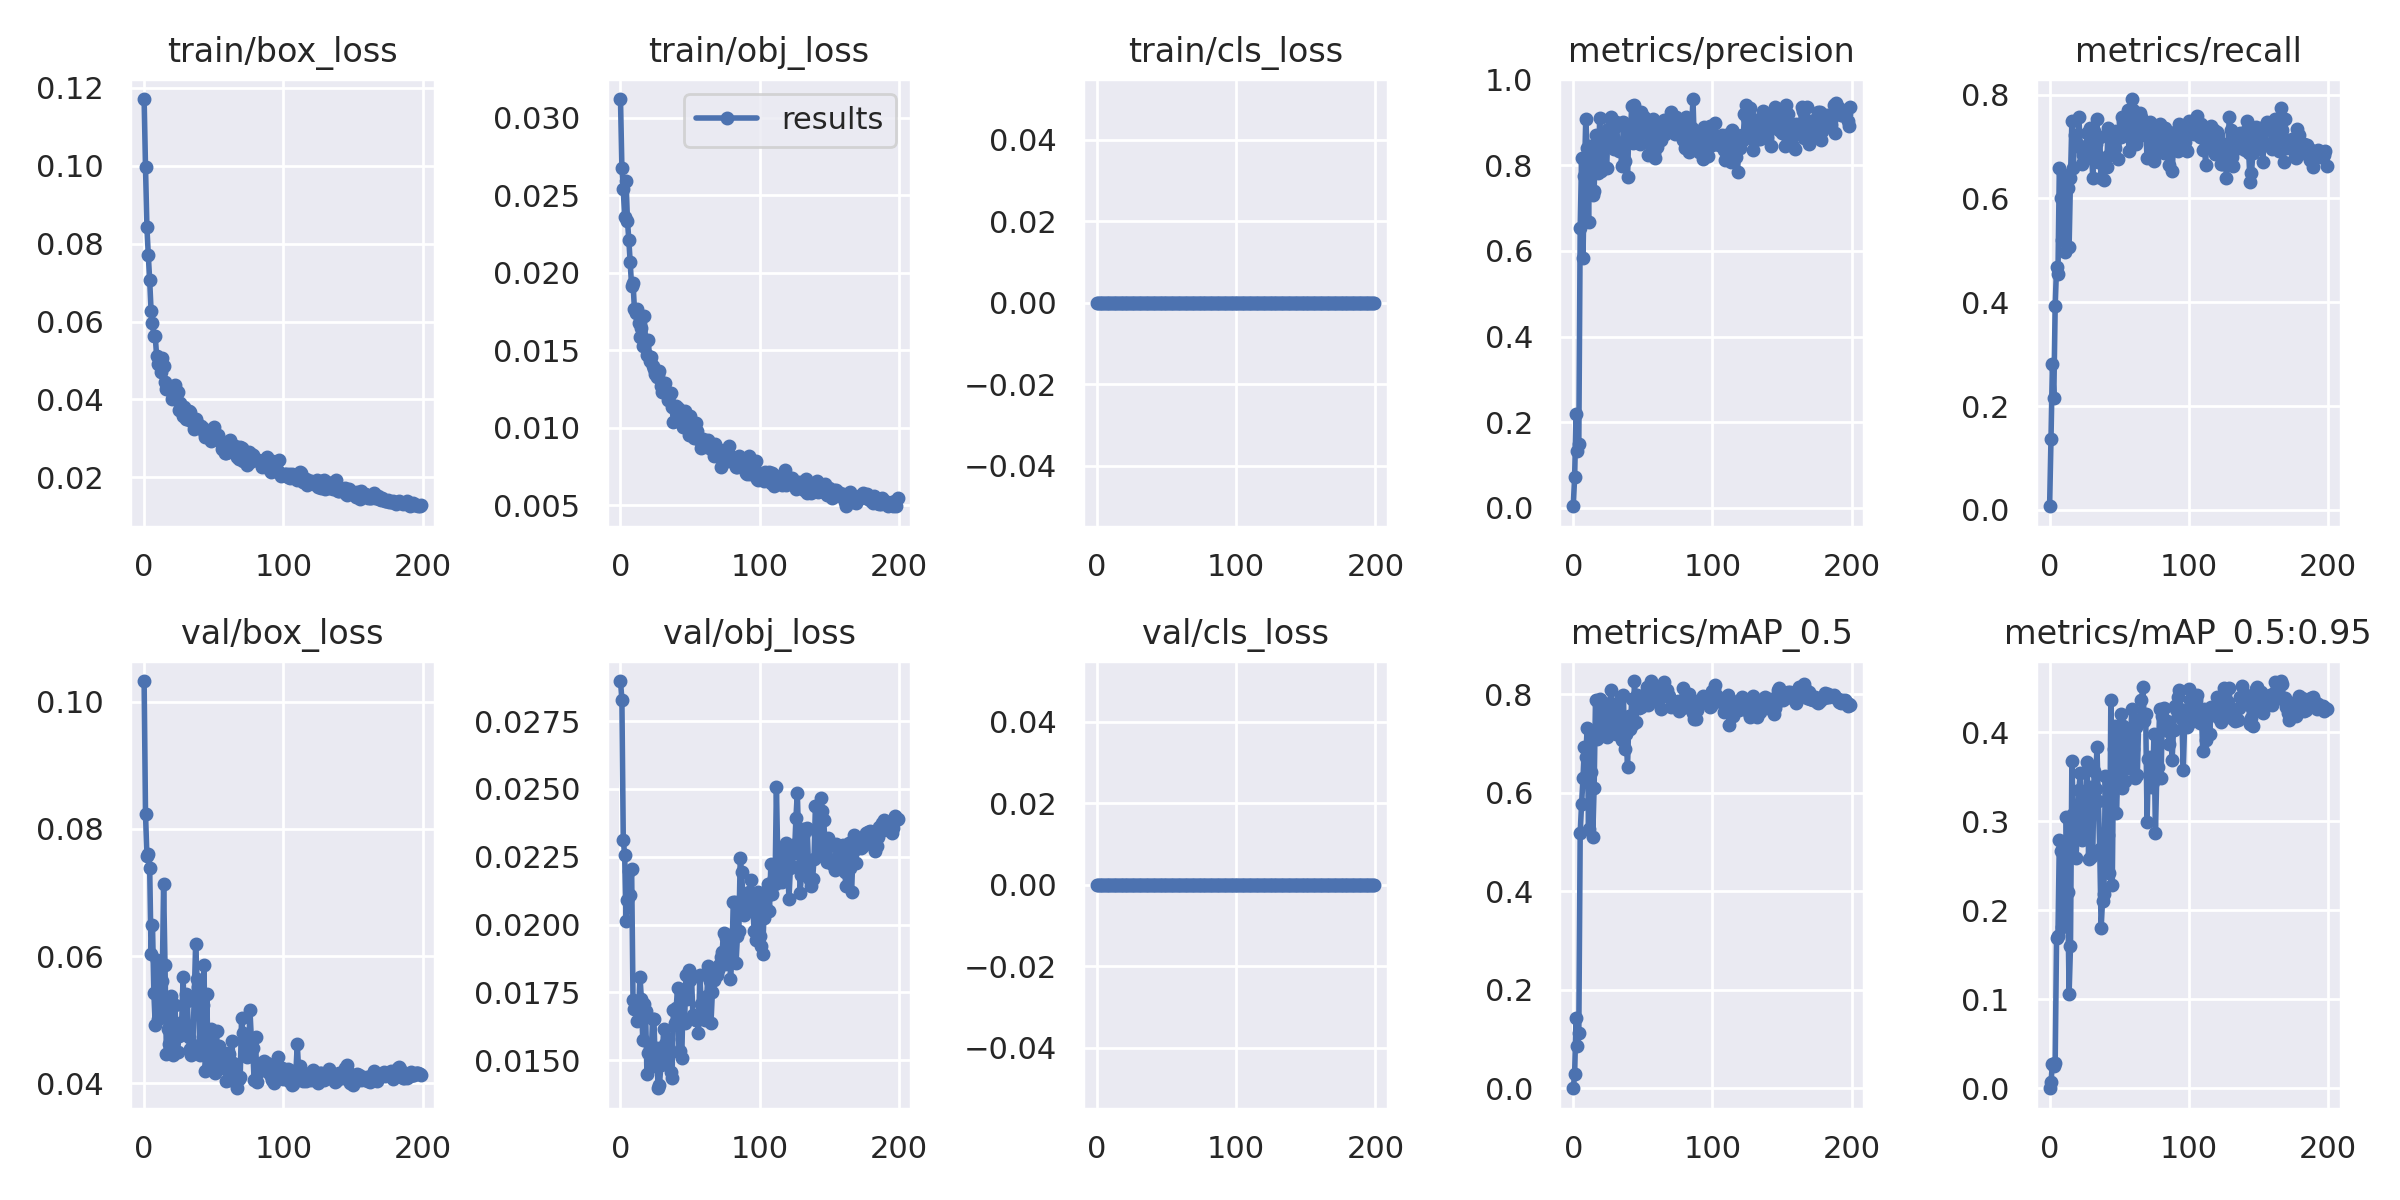 train/box_loss
0.12
0.10
0.08
0.06
0.04
0.02
0 100 200
train/obj_loss
results
0.030
0.025
0.020
0.015
0.010
0.005
0 100 200
train/cls_loss
0.04
0.02
0.00
−0.02
−0.04
0 100 200
metrics/precision
1.0
0.8
0.6
0.4
0.2
0.0
0 100 200
metrics/recall
0.8
0.6
0.4
0.2
0.0
0 100 200
val/box_loss
0.10
0.08
0.06
0.04
0 100 200
val/obj_loss
0.0275
0.0250
0.0225
0.0200
0.0175
0.0150
0 100 200
val/cls_loss
0.04
0.02
0.00
−0.02
−0.04
0 100 200
metrics/mAP_0.5
0.8
0.6
0.4
0.2
0.0
0 100 200
metrics/mAP_0.5:0.95
0.4
0.3
0.2
0.1
0.0
0 100 200